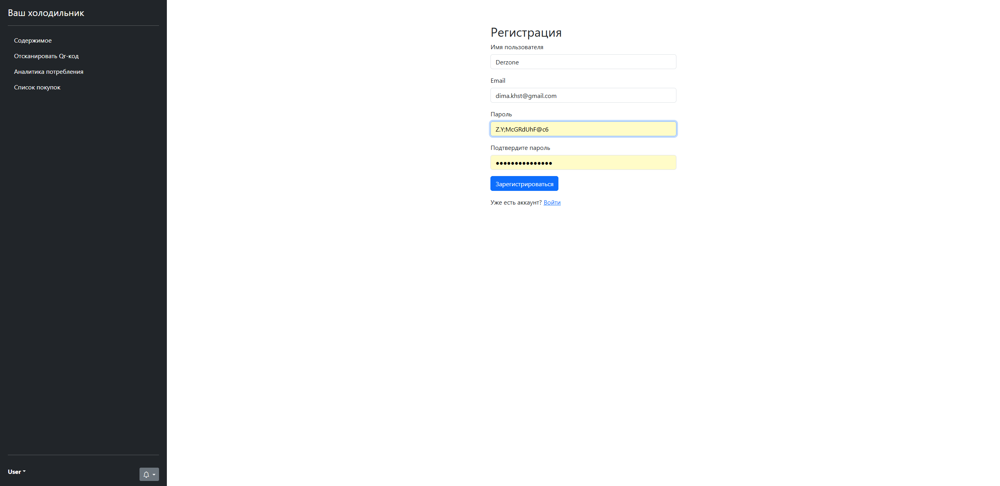 Ваш холодильник
Содержимое
Отсканировать Qr-код
Аналитика потребления
Список покупок
User
Регистрация
Имя пользователя
Derzone
Email
dima.khst@gmail.com
Пароль
Z.Y;McGRdUhF@c6
Подтвердите пароль
•••••••••••••••
Зарегистрироваться
Уже есть аккаунт? Войти